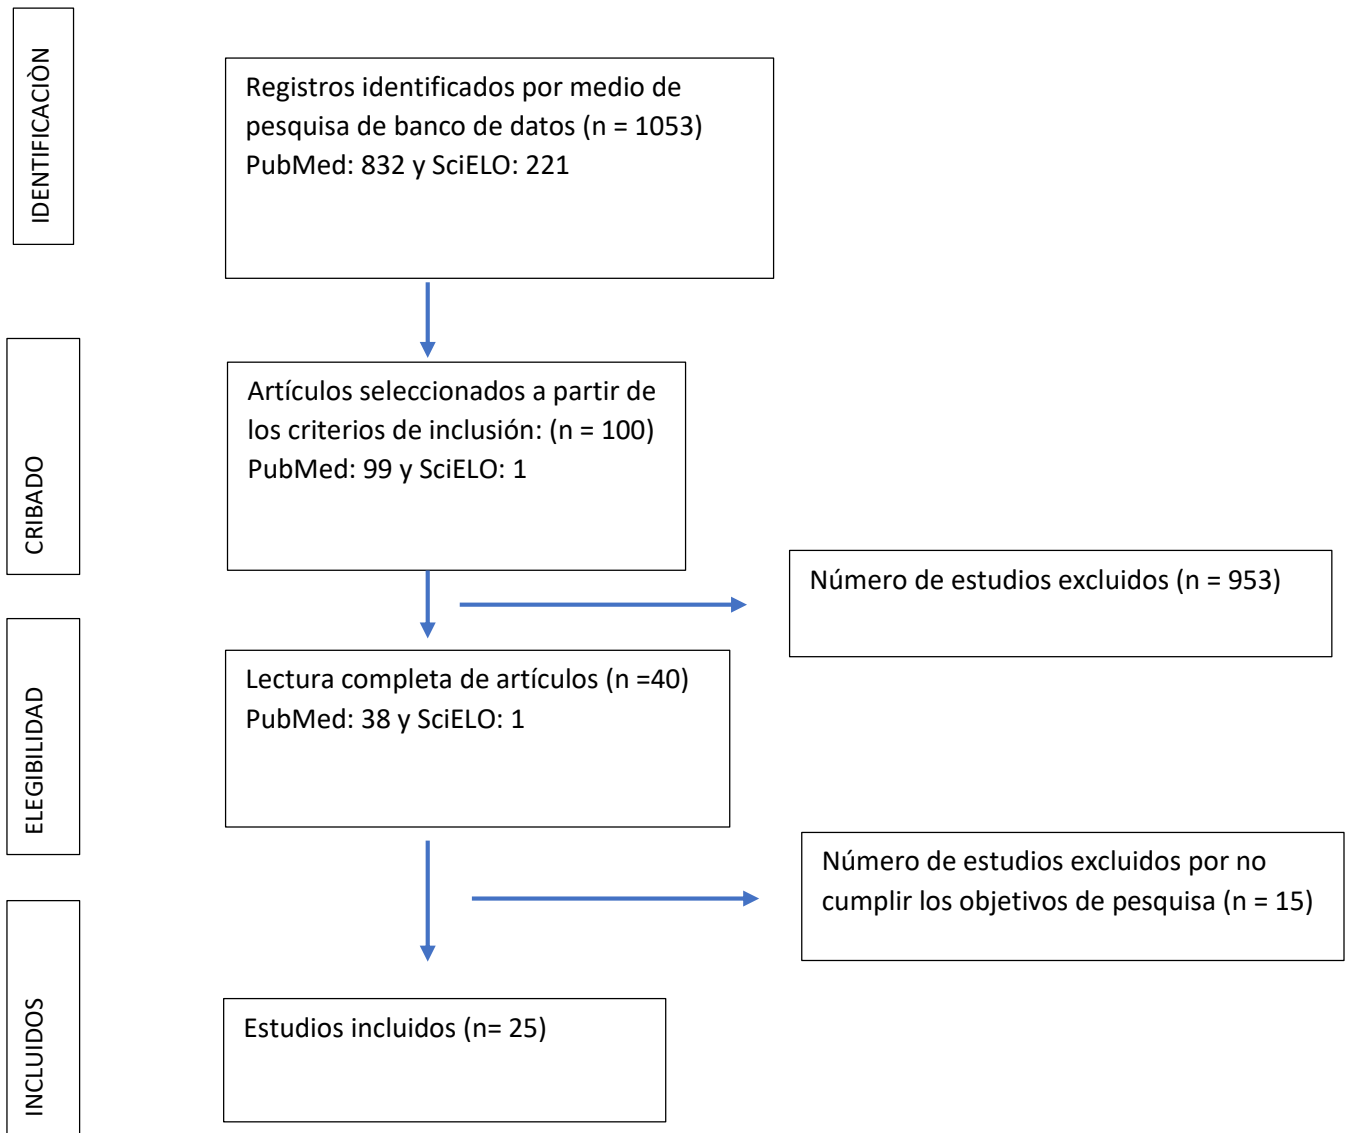 IDENTIFICACIÒN
Registros identificados por medio de
pesquisa de banco de datos (n = 1053)
PubMed: 832 y SciELO: 221
CRIBADO
Artículos seleccionados a partir de
los criterios de inclusión: (n = 100)
PubMed: 99 y SciELO: 1
Número de estudios excluidos (n = 953)
ELEGIBILIDAD
Lectura completa de artículos (n =40)
PubMed: 38 y SciELO: 1
Número de estudios excluidos por no
cumplir los objetivos de pesquisa (n = 15)
INCLUIDOS
Estudios incluidos (n= 25)